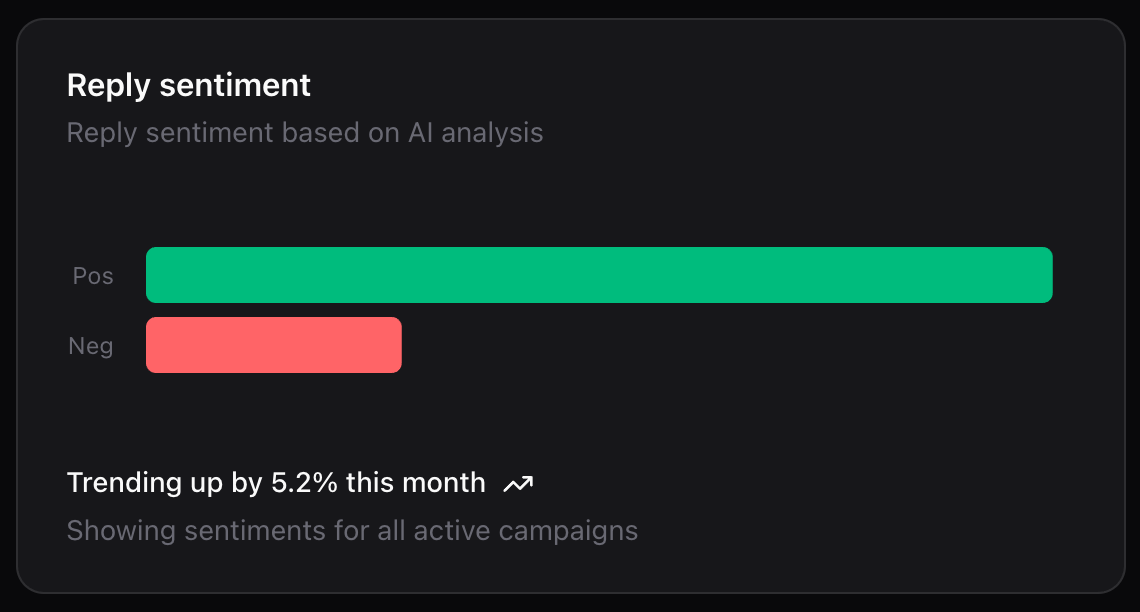 Reply sentiment
Reply sentiment based on AI analysis
Pos
Neg
Trending up by 5.2% this month
Showing sentiments for all active campaigns